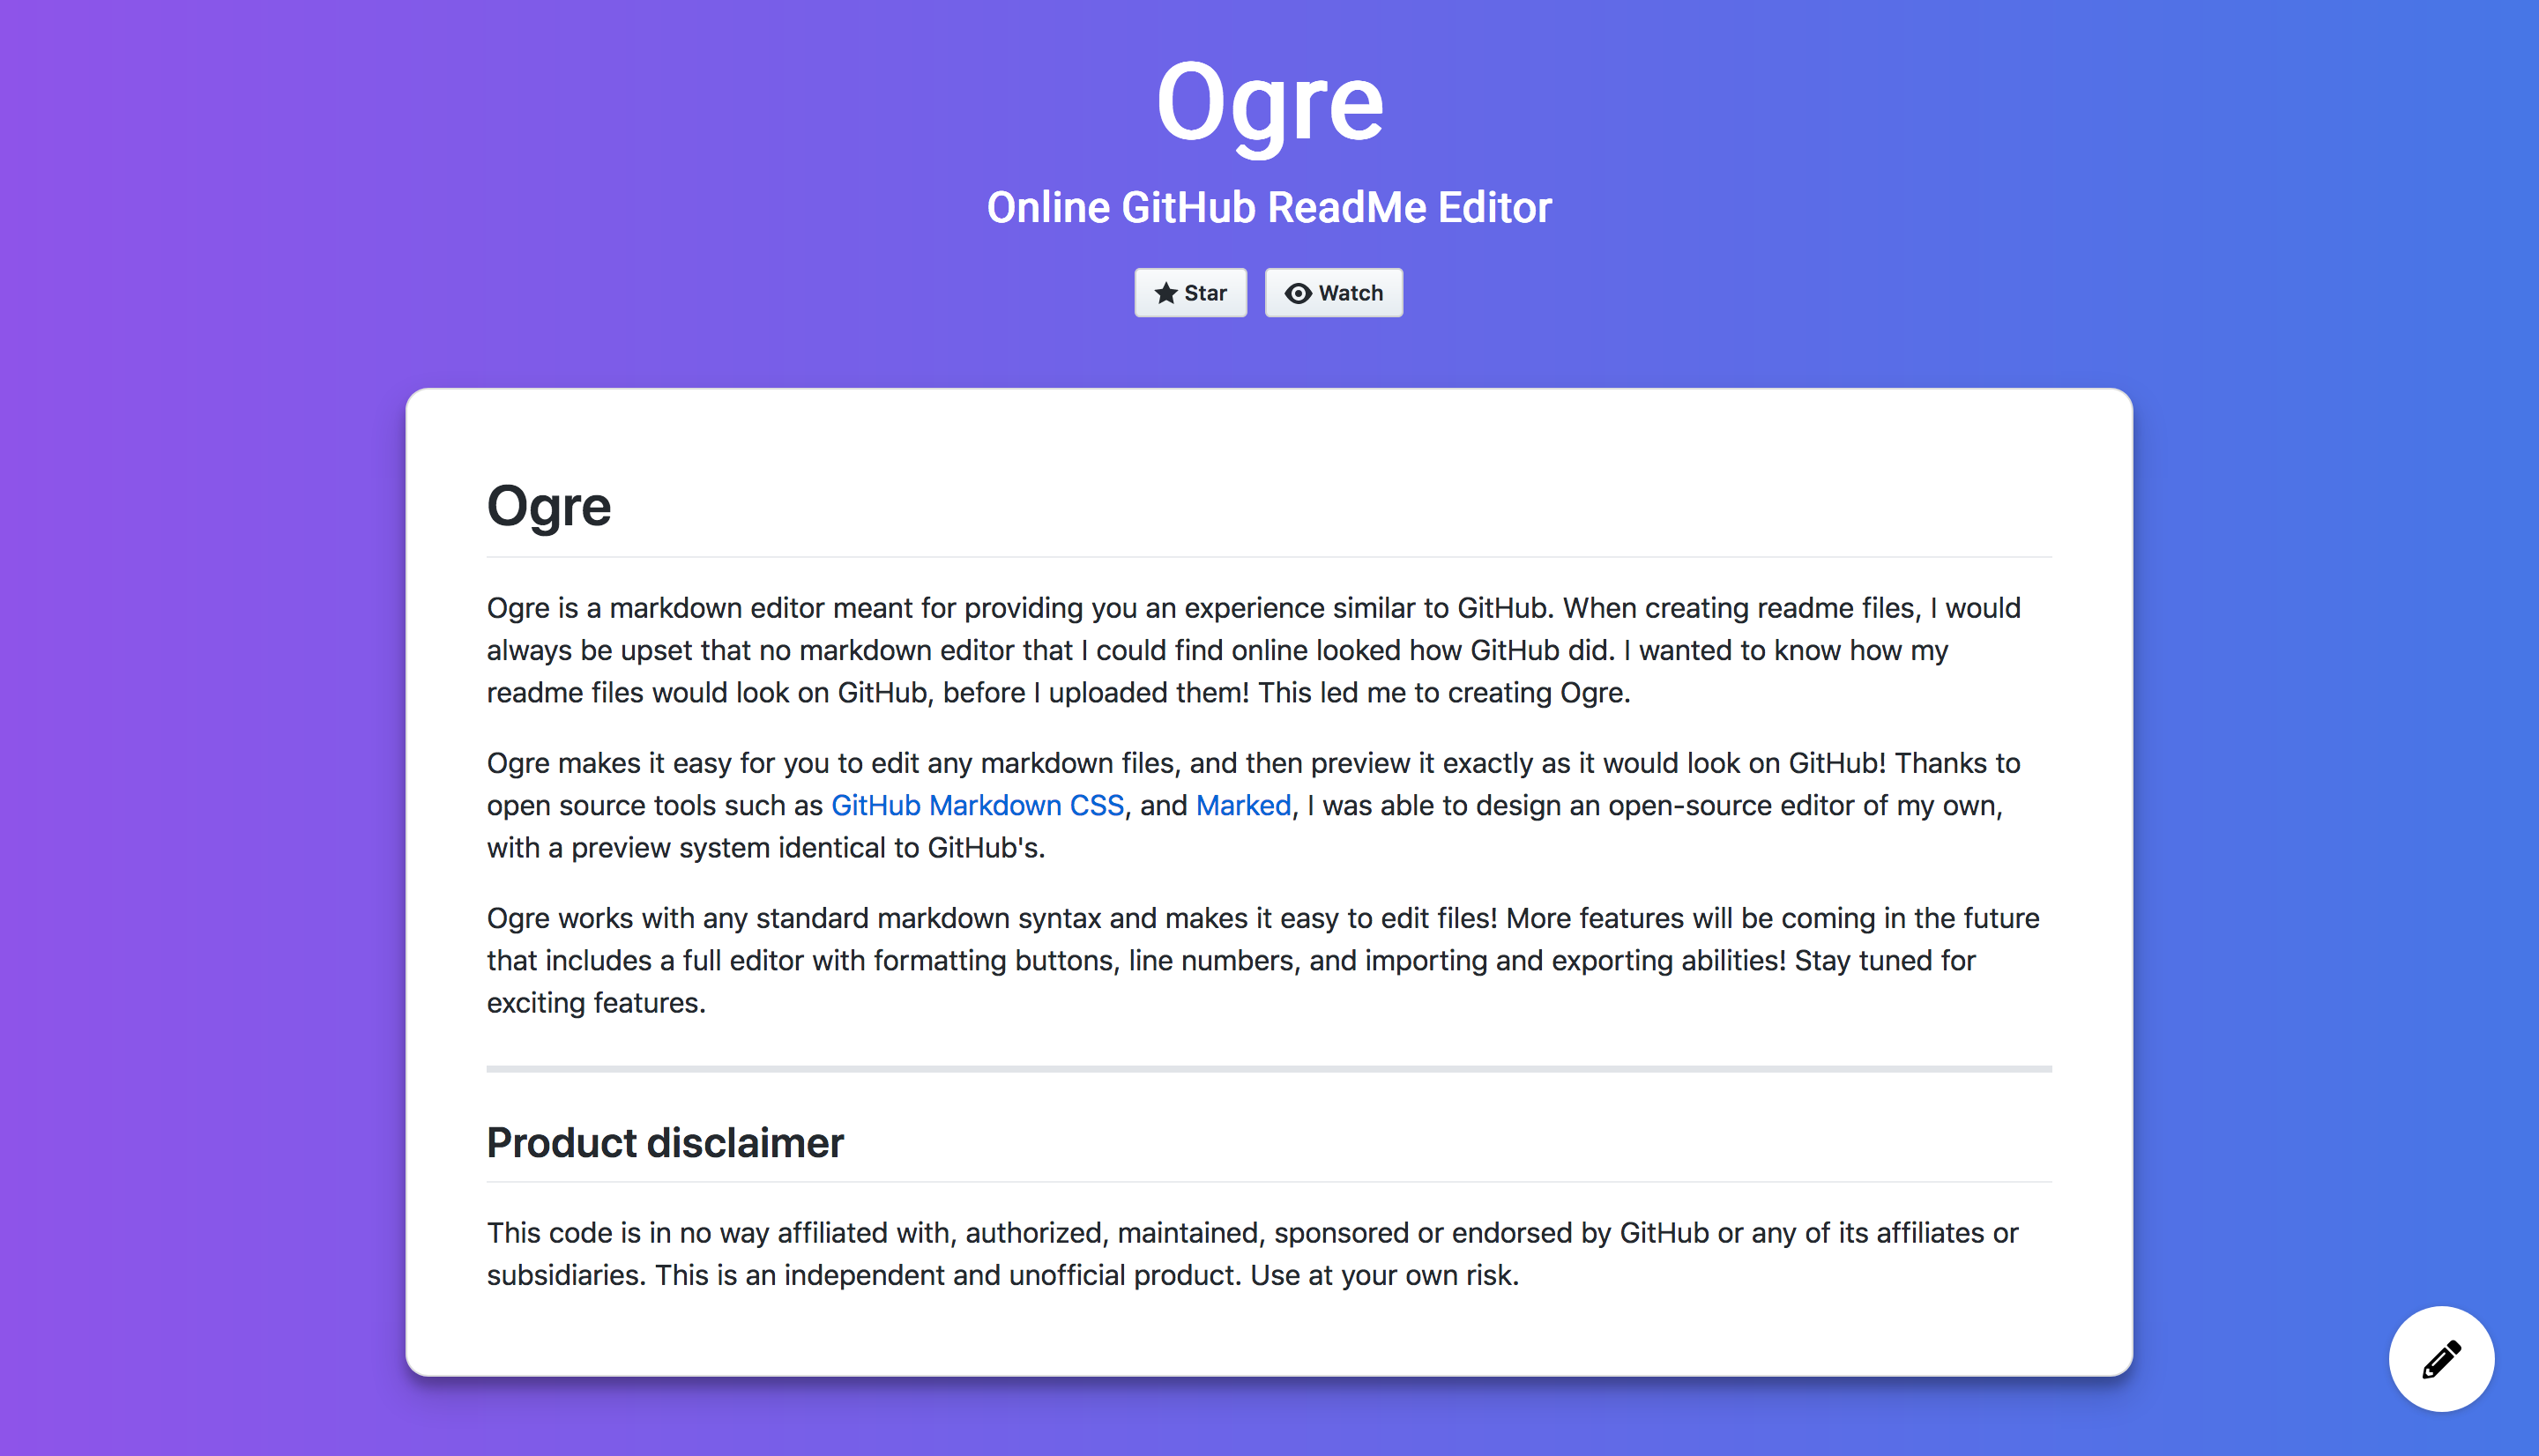 Ogre
Online GitHub ReadMe Editor
Star
Watch
Ogre
Ogre is a markdown editor meant for providing you an experience similar to GitHub. When creating readme files, I would
always be upset that no markdown editor that I could find online looked how GitHub did. I wanted to know how my
readme files would look on GitHub, before I uploaded them! This led me to creating Ogre.
Ogre makes it easy for you to edit any markdown files, and then preview it exactly as it would look on GitHub! Thanks to
open source tools such as GitHub Markdown CSS, and Marked, I was able to design an open-source editor of my own,
with a preview system identical to GitHub's.
Ogre works with any standard markdown syntax and makes it easy to edit files! More features will be coming in the future
that includes a full editor with formatting buttons, line numbers, and importing and exporting abilities! Stay tuned for
exciting features.
Product disclaimer
This code is in no way affiliated with, authorized, maintained, sponsored or endorsed by GitHub or any of its affiliates or
subsidiaries. This is an independent and unofficial product. Use at your own risk.